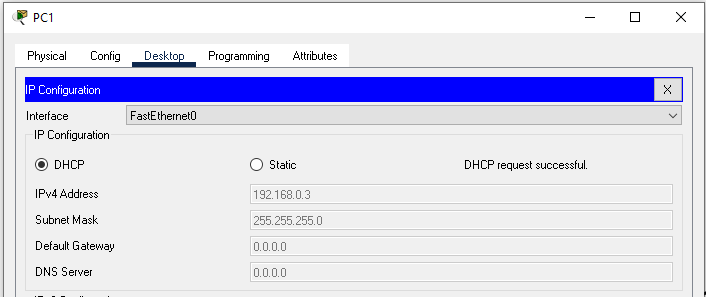 PC1
Physical Config Desktop Programming Attributes
IP Configuration
X
Interface FastEthernet0
IP Configuration
DHCP Static DHCP request successful.
IPv4 Address 192.168.0.3
Subnet Mask 255.255.255.0
Default Gateway 0.0.0.0
DNS Server 0.0.0.0